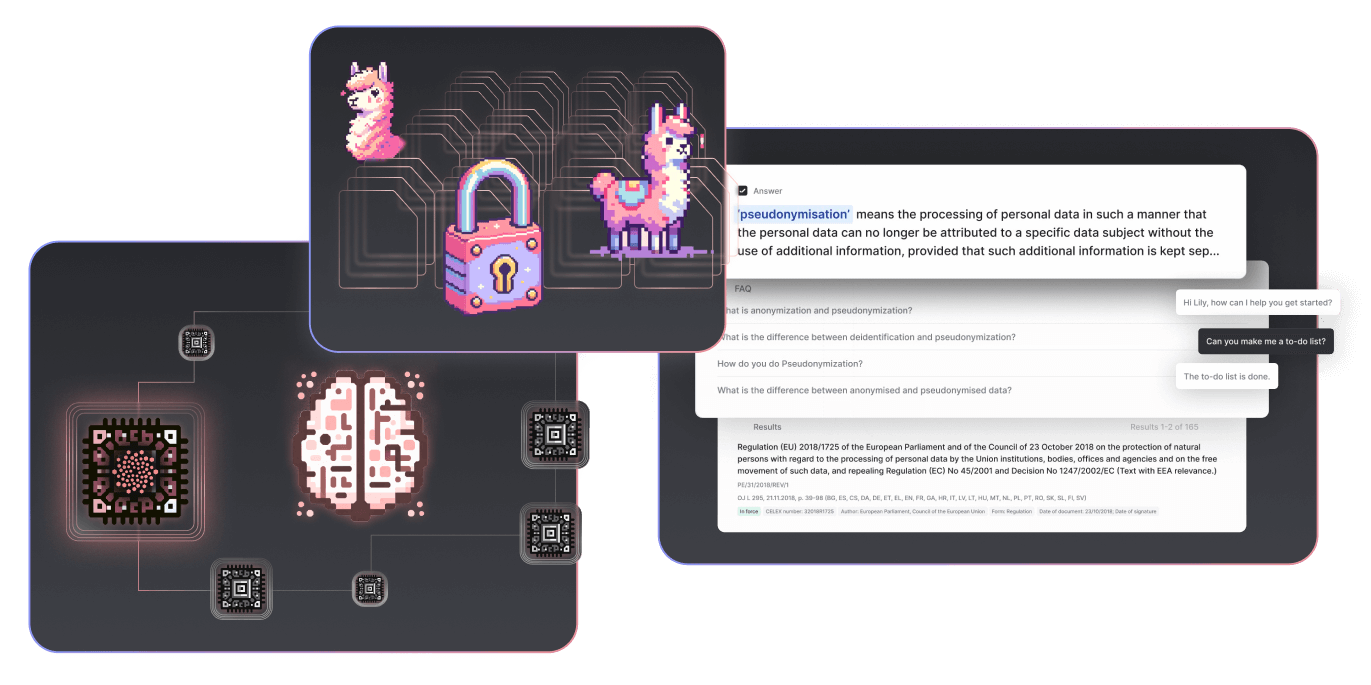 Answer
'pseudonymisation' means the processing of personal data in such a manner that
the personal data can no longer be attributed to a specific data subject without the
use of additional information, provided that such additional information is kept sep...
FAQ
hat is anonymization and pseudonymization?
What is the difference between deidentification and pseudonymization?
How do you do Pseudonymization?
What is the difference between anonymised and pseudonymised data?
Hi Lily, how can I help you get started?
Can you make me a to-do list?
The to-do list is done.
Results
Results 1-2 of 165
Regulation (EU) 2018/1725 of the European Parliament and of the Council of 23 October 2018 on the protection of natural
persons with regard to the processing of personal data by the Union institutions, bodies, offices and agencies and on the free
movement of such data, and repealing Regulation (EC) No 45/2001 and Decision No 1247/2002/EC (Text with EEA relevance.)
PE/31/2018/REV/1
OJ L 295, 21.11.2018, p. 39-98 (BG, ES, CS, DA, DE, ET, EL, EN, FR, GA, HR, IT, LV, LT, HU, MT, NL, PL, PT, RO, SK, SL, FI, SV)
In force CELEX number: 32018R1725 Author: European Parliament, Council of the European Union Form: Regulation Date of document: 23/10/2018; Date of signature